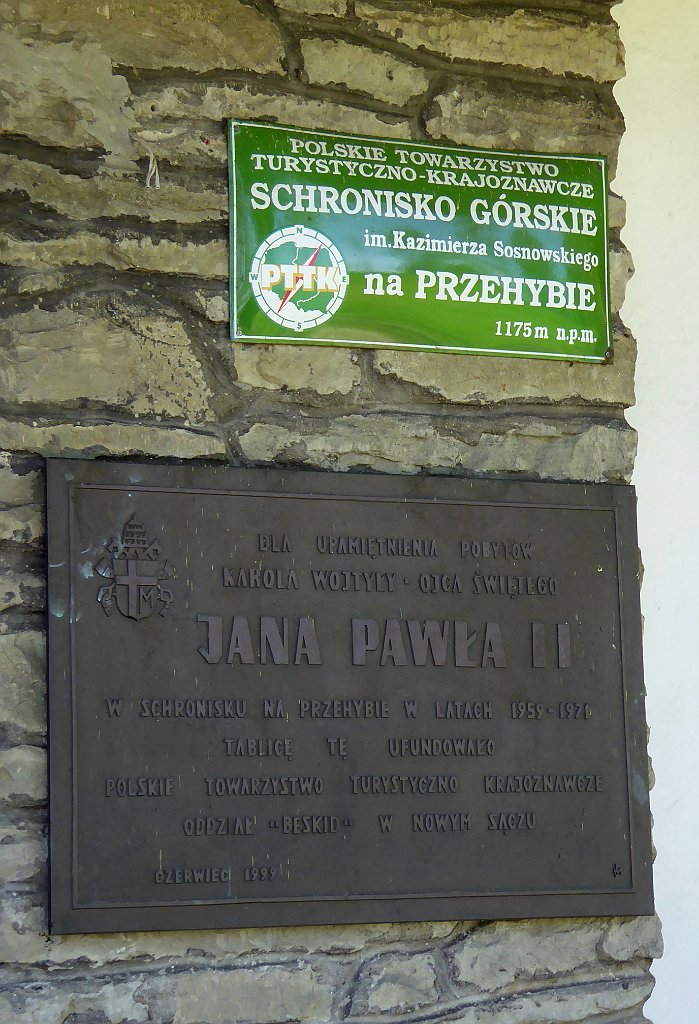 POLSKIE TOWARZYSTWO
TURYSTYCZNO-KRAJOZNAWCZE
SCHRONISKO GÓRSKIE
im. Kazimierza Sosnowskiego
na PRZEHYBIE
1175 m n.p.m.
N
W
E
S
PTTK
DLA UPAMIĘTNIENIA POBYTÓW
KAROLA WOJTYŁY - OJCA ŚWIĘTEGO
JANA PAWŁA II
W SCHRONISKU NA PRZEHYBIE W LATACH 1959-1971
TABLICĘ TĘ UFUNDOWAŁO
POLSKIE TOWARZYSTWO TURYSTYCZNO KRAJOZNAWCZE
ODDZIAŁ "BESKID" W NOWYM SĄCZU
CZERWIEC 1999
M